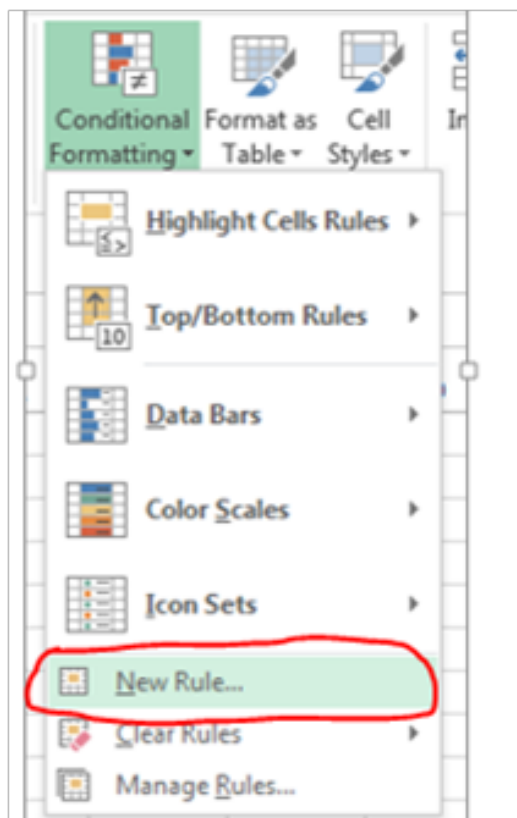 Conditional Format as Cell In
Formatting Table Styles
Highlight Cells Rules
10
Top/Bottom Rules
Data Bars
Color Scales
Icon Sets
New Rule...
Clear Rules
Manage Rules...